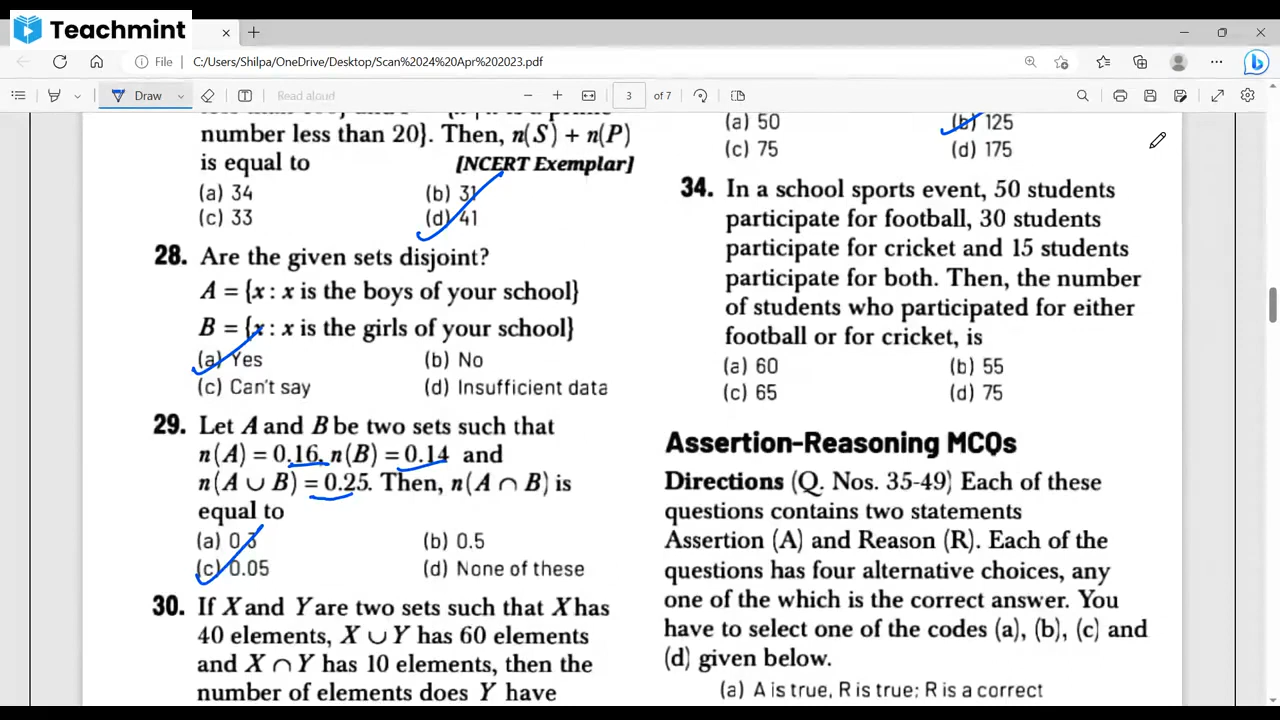 Teachmint
File
C:/Users/Shilpa/OneDrive/Desktop/Scan%2024%20Apr%202023.pdf
Draw
Read aloud
3 of 7
number less than 20}. Then, n(S) + n(P)
is equal to [NCERT Exemplar]
(a) 34 (b) 31
(c) 33 (d) 41
28. Are the given sets disjoint?
A = {x : x is the boys of your school}
B = {x : x is the girls of your school}
(a) Yes (b) No
(c) Can't say (d) Insufficient data
29. Let A and B be two sets such that
n(A) = 0.16, n(B) = 0.14 and
n(A ∪ B) = 0.25. Then, n(A ∩ B) is
equal to
(a) 0.3 (b) 0.5
(c) 0.05 (d) None of these
30. If X and Y are two sets such that X has
40 elements, X ∪ Y has 60 elements
and X ∩ Y has 10 elements, then the
number of elements does Y have
(a) 50 (b) 125
(c) 75 (d) 175
34. In a school sports event, 50 students
participate for football, 30 students
participate for cricket and 15 students
participate for both. Then, the number
of students who participated for either
football or for cricket, is
(a) 60 (b) 55
(c) 65 (d) 75
Assertion-Reasoning MCQs
Directions (Q. Nos. 35-49) Each of these
questions contains two statements
Assertion (A) and Reason (R). Each of the
questions has four alternative choices, any
one of the which is the correct answer. You
have to select one of the codes (a), (b), (c) and
(d) given below.
(a) A is true, R is true; R is a correct